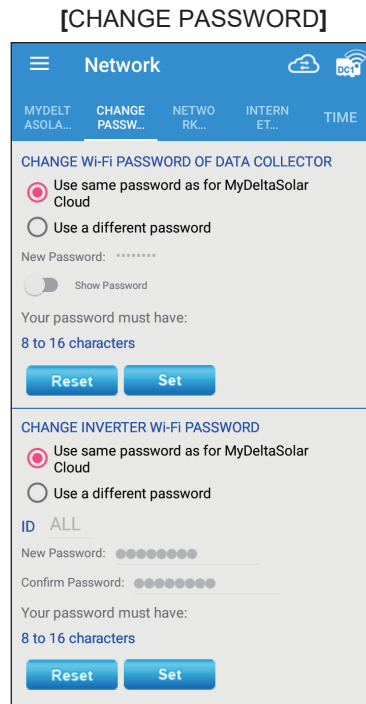 [CHANGE PASSWORD]
Network
DC1
MYDELT
ASOLA...
CHANGE
PASSW...
NETWO
RK...
INTERN
ET...
TIME
CHANGE Wi-Fi PASSWORD OF DATA COLLECTOR
Use same password as for MyDeltaSolar
Cloud
Use a different password
New Password: ••••••••
Show Password
Your password must have:
8 to 16 characters
Reset Set
CHANGE INVERTER Wi-Fi PASSWORD
Use same password as for MyDeltaSolar
Cloud
Use a different password
ID ALL
New Password: ●●●●●●●●
Confirm Password: ●●●●●●●●
Your password must have:
8 to 16 characters
Reset Set